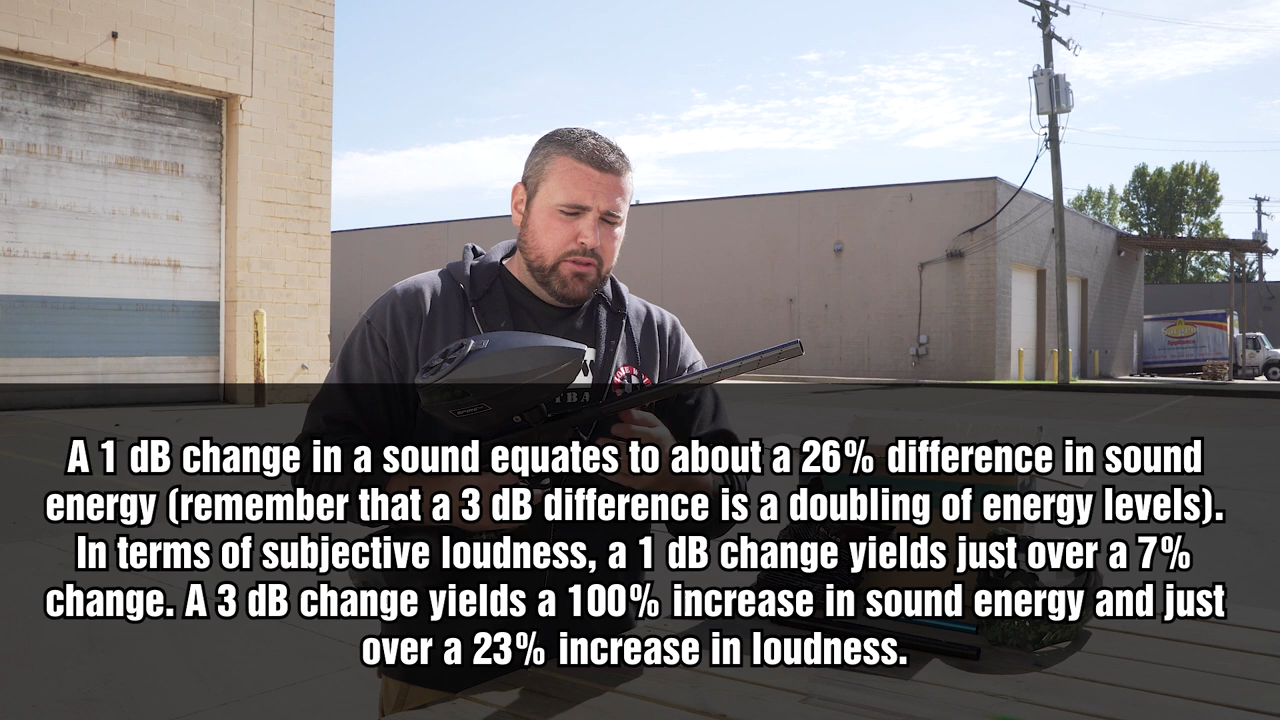 A 1 dB change in a sound equates to about a 26% difference in sound
energy (remember that a 3 dB difference is a doubling of energy levels).
In terms of subjective loudness, a 1 dB change yields just over a 7%
change. A 3 dB change yields a 100% increase in sound energy and just
over a 23% increase in loudness.